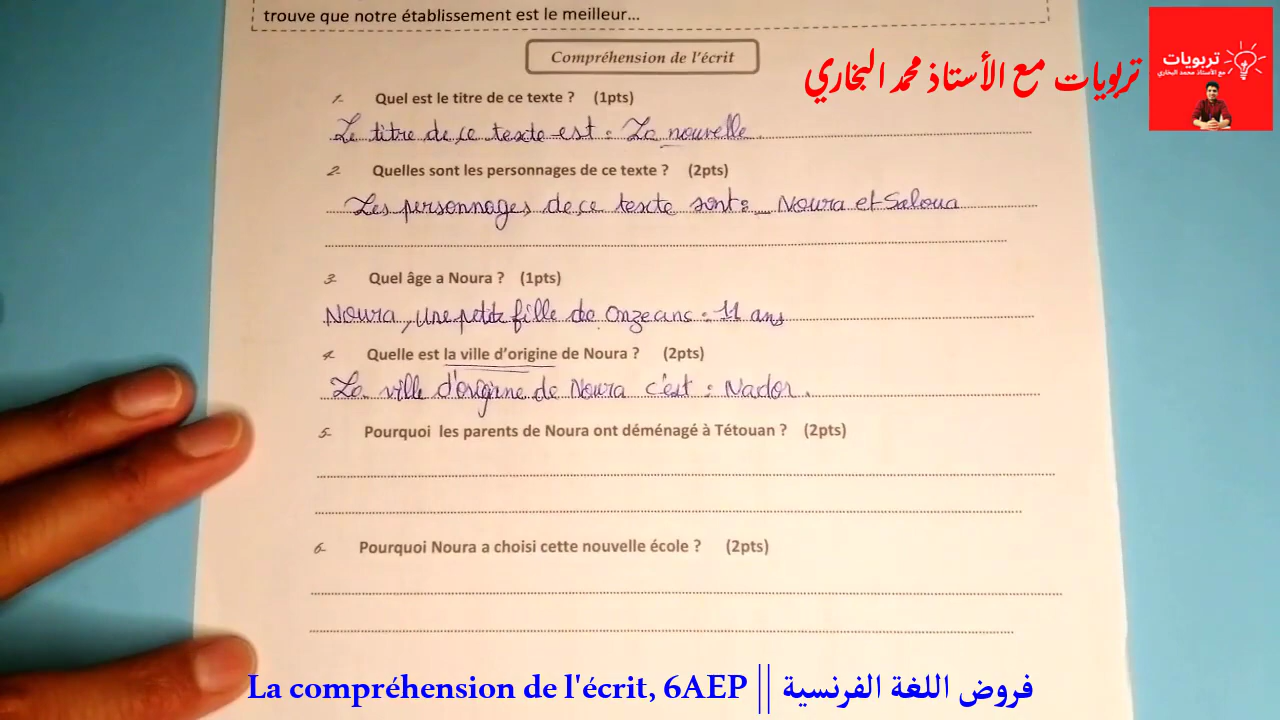 trouve que notre établissement est le meilleur...
Compréhension de l'écrit
تربويات مع الأستاذ محمد البخاري
تربويات
مع الأستاذ محمد البخاري
1. Quel est le titre de ce texte ? (1pts)
Le titre de ce texte est : La nouvelle.
2. Quelles sont les personnages de ce texte ? (2pts)
Les personnages de ce texte sont : Noura et Saloua
3. Quel âge a Noura ? (1pts)
Noura, une petite fille de onze ans : 11 ans
4. Quelle est la ville d'origine de Noura ? (2pts)
La ville d'origine de Noura c'est : Nador.
5. Pourquoi les parents de Noura ont déménagé à Tétouan ? (2pts)
6. Pourquoi Noura a choisi cette nouvelle école ? (2pts)
La compréhension de l'écrit, 6AEP || فروض اللغة الفرنسية